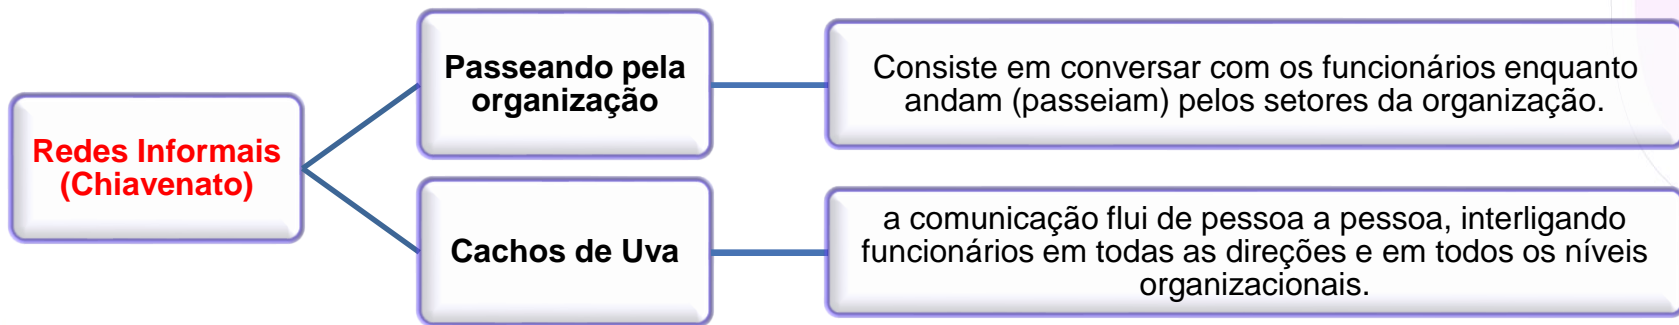 Redes Informais
(Chiavenato)
Passeando pela
organização
Consiste em conversar com os funcionários enquanto
andam (passeiam) pelos setores da organização.
Cachos de Uva
a comunicação flui de pessoa a pessoa, interligando
funcionários em todas as direções e em todos os níveis
organizacionais.